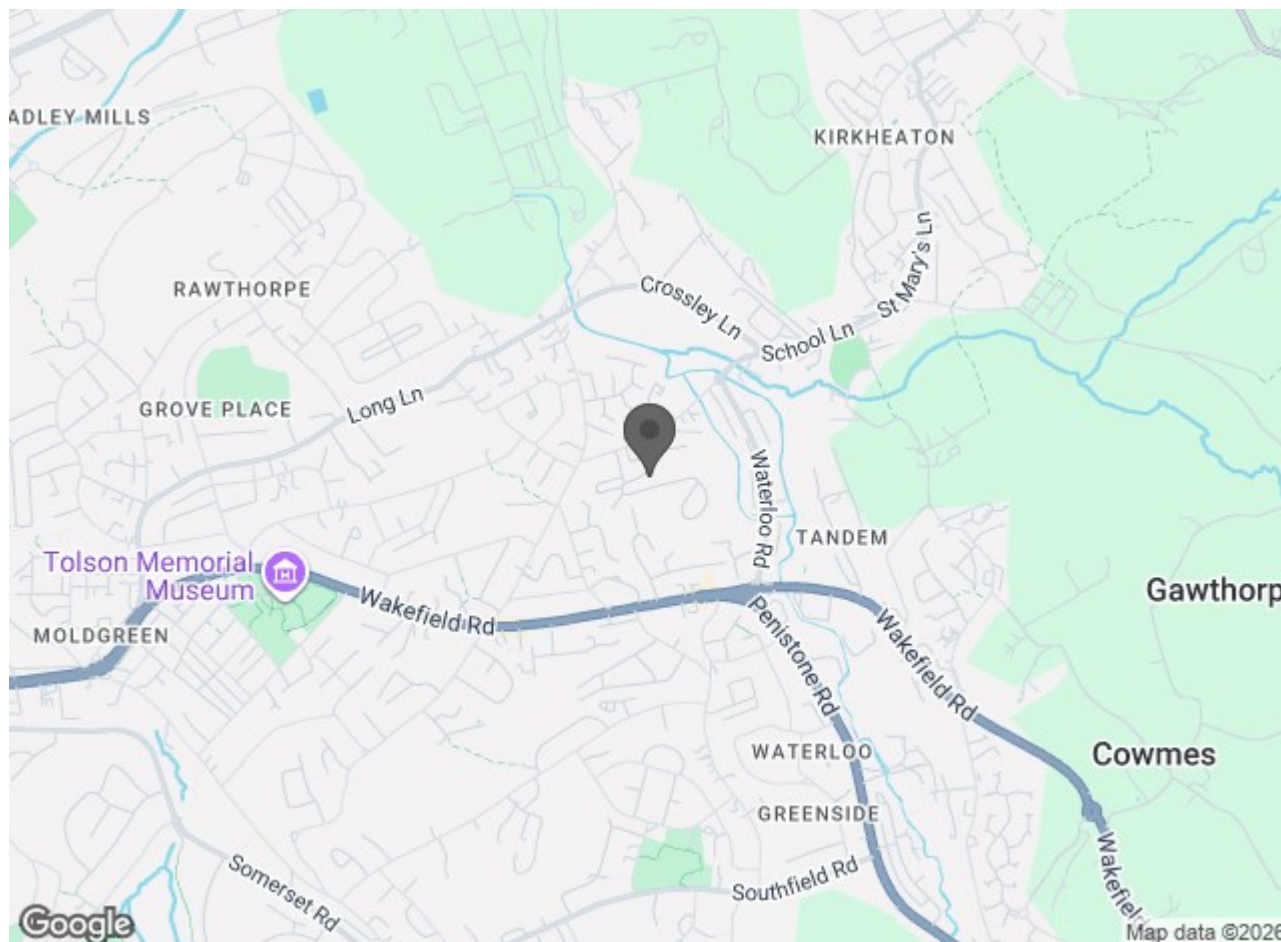 ADLEY MILLS
KIRKHEATON
RAWTHORPE
St Mary's Ln
Crossley Ln
School Ln
GROVE PLACE
Long Ln
Waterloo Rd
TANDEM
Tolson Memorial
Museum
Gawthorp
Wakefield Rd
MOLDGREEN
Penistone Rd
Wakefield Rd
WATERLOO
Cowmes
GREENSIDE
Somerset Rd
Southfield Rd
Wakefield
Google
Map data ©2026